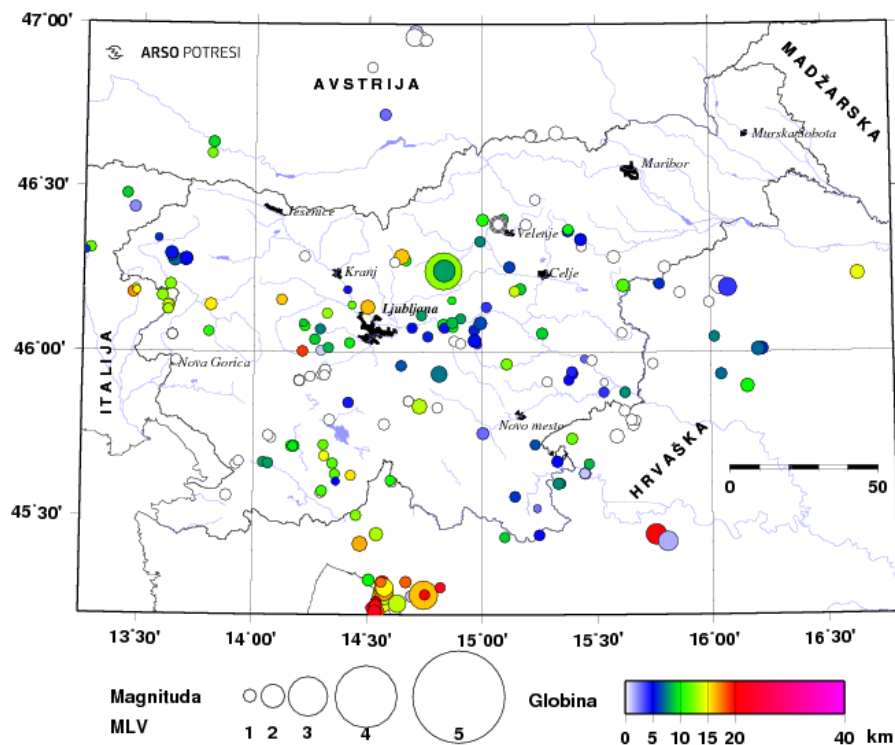 47°00'
ARSO POTRESI
AVSTRIJA
MADŽARSKA
Murska Sobota
Maribor
46°30'
Jesenice
Velenje
Kranj
Celje
Ljubljana
46°00'
ITALIJA
Nova Gorica
Novo mesto
HRVAŠKA
0 50
45°30'
13°30' 14°00' 14°30' 15°00' 15°30' 16°00' 16°30'
Magnituda
MLV
1 2 3 4 5
Globina
0 5 10 15 20 40 km